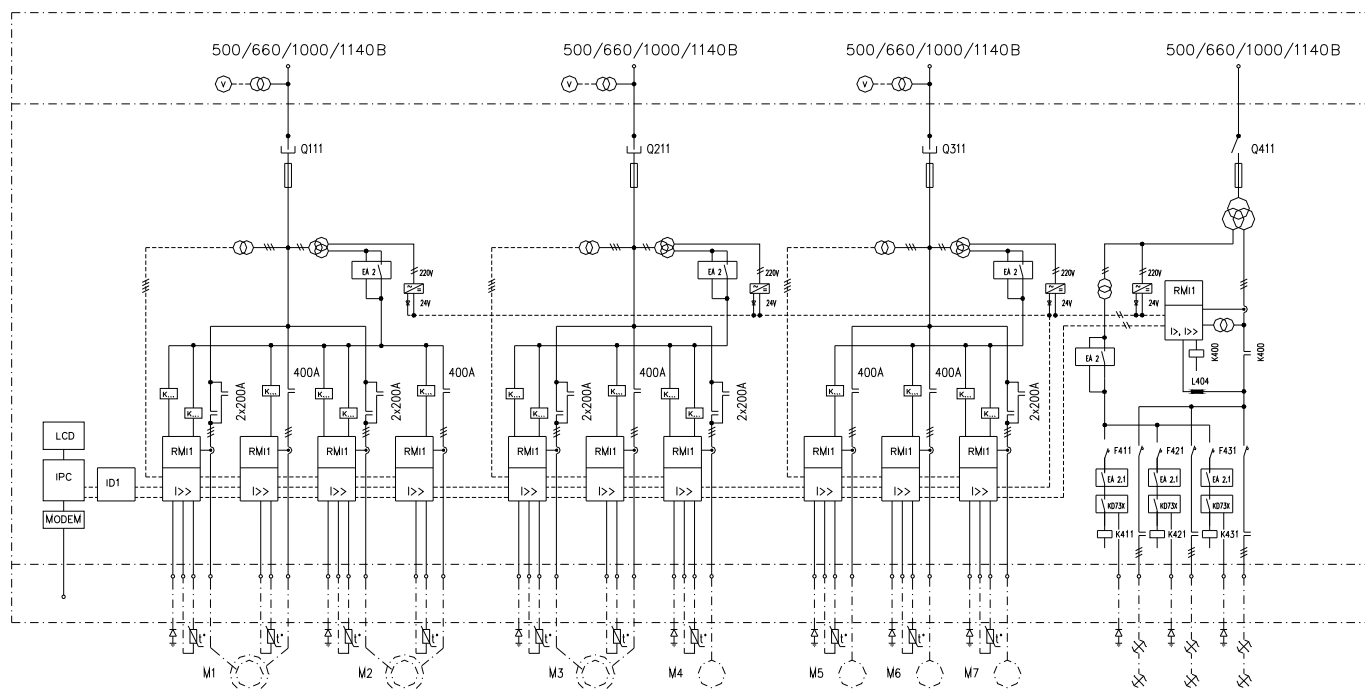 500/660/1000/1140В 500/660/1000/1140В 500/660/1000/1140В 500/660/1000/1140В
V V V
Q111 Q211 Q311 Q411
EA 2 EA 2 EA 2
220V 220V 220V 220V
24V 24V 24V 24V
RMI1
I>, I>>
K400 K400
EA 2
L404
400A 400A 400A 400A 400A
K... K... K... K... K... K... K... K... K... K... K... K... K... K... K... K...
2x200A 2x200A 2x200A 2x200A 2x200A
LCD
RMI1 RMI1 RMI1 RMI1 RMI1 RMI1 RMI1 RMI1 RMI1 RMI1
F411 F421 F431
IPC ID1
I>> I>> I>> I>> I>> I>> I>> I>> I>> I>>
EA 2.1 EA 2.1 EA 2.1
KD73X KD73X KD73X
MODEM
K411 K421 K431
t° t° t° t° t° t° t° t° t° t°
M1 M2 M3 M4 M5 M6 M7